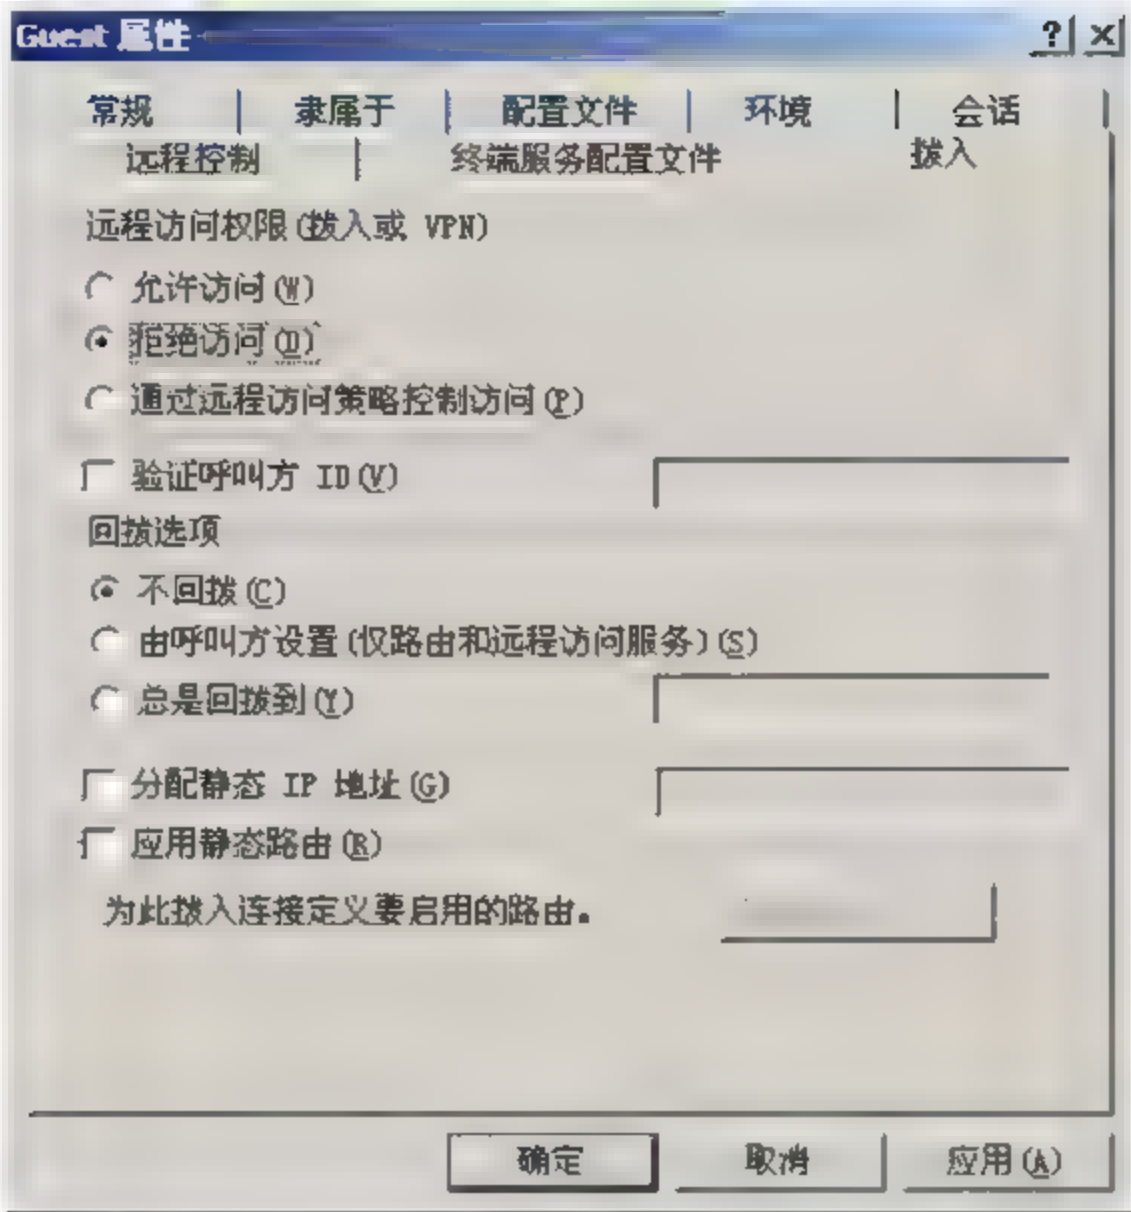 Guest 属性
常规 隶属于 配置文件 环境 会话
远程控制 终端服务配置文件 拨入
远程访问权限(拨入或 VPN)
允许访问(W)
拒绝访问(D)
通过远程访问策略控制访问(P)
验证呼叫方 ID(V)
回拨选项
不回拨(C)
由呼叫方设置(仅路由和远程访问服务)(S)
总是回拨到(Y)
分配静态 IP 地址(G)
应用静态路由(R)
为此拨入连接定义要启用的路由。
确定 取消 应用(A)